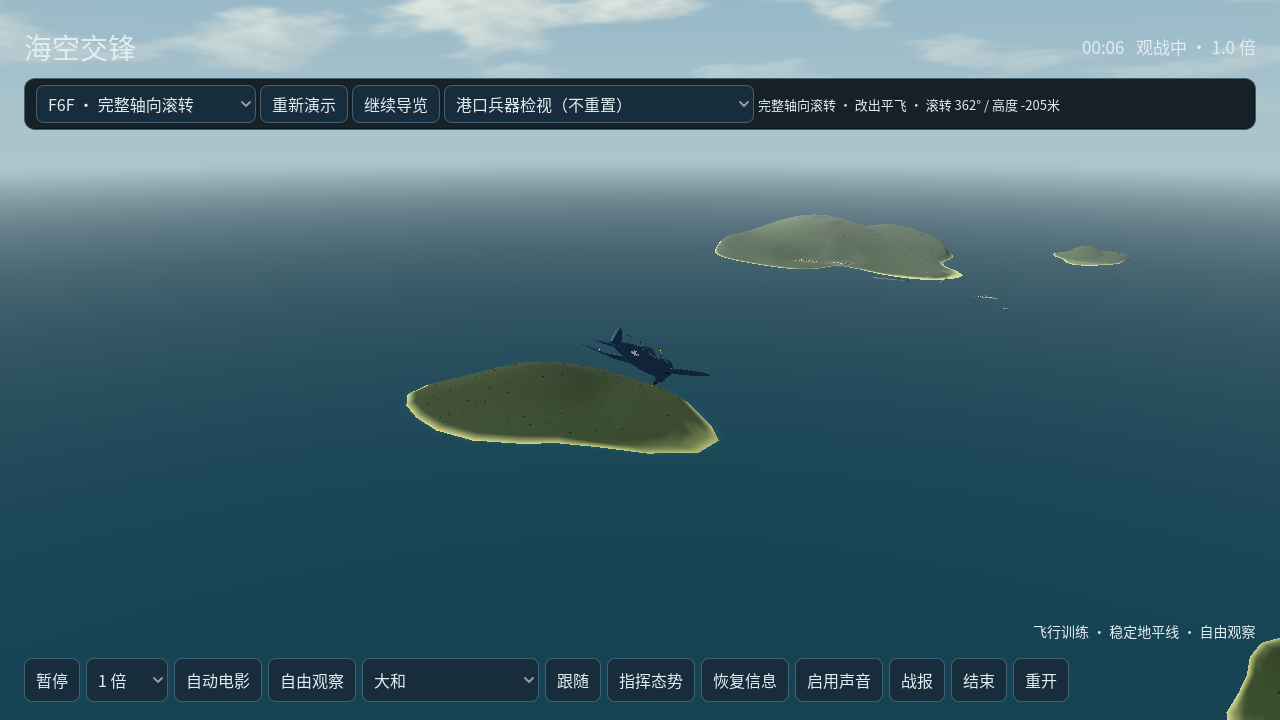 海空交锋
00:06 观战中 · 1.0 倍
F6F · 完整轴向滚转
重新演示
继续导览
港口兵器检视（不重置）
完整轴向滚转 · 改出平飞 · 滚转 362° / 高度 -205米
飞行训练 · 稳定地平线 · 自由观察
暂停
1 倍
自动电影
自由观察
大和
跟随
指挥态势
恢复信息
启用声音
战报
结束
重开